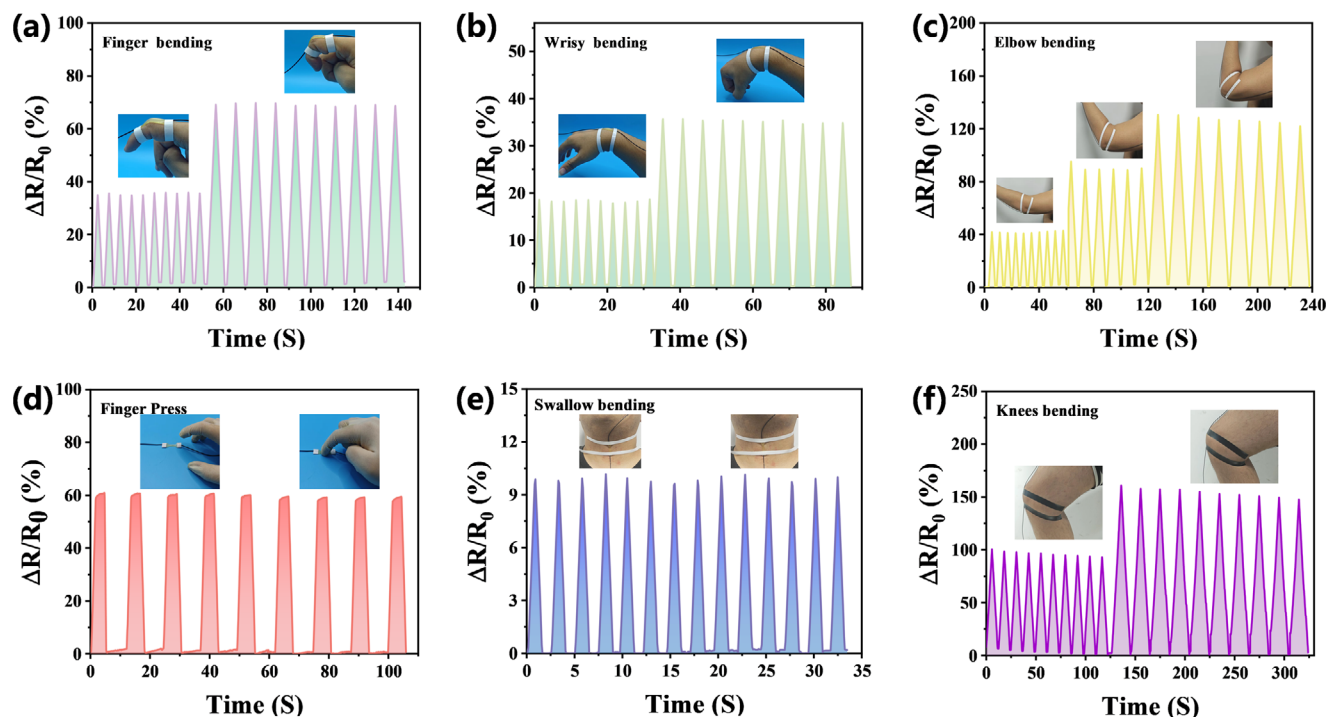 (a)
Finger bending
ΔR/R0 (%)
100
80
60
40
20
0
0 20 40 60 80 100 120 140
Time (S)
(b)
Wrisy bending
ΔR/R0 (%)
50
40
30
20
10
0
0 20 40 60 80
Time (S)
(c)
Elbow bending
ΔR/R0 (%)
200
160
120
80
40
0
0 40 80 120 160 200 240
Time (S)
(d)
Finger Press
ΔR/R0 (%)
100
80
60
40
20
0
0 20 40 60 80 100
Time (S)
(e)
Swallow bending
ΔR/R0 (%)
15
12
9
6
3
0
0 5 10 15 20 25 30 35
Time (S)
(f)
Knees bending
ΔR/R0 (%)
250
200
150
100
50
0
0 50 100 150 200 250 300
Time (S)